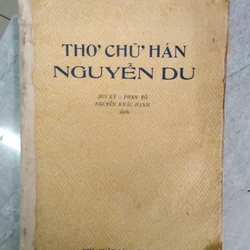 THƠ CHỮ HÁN
NGUYỄN DU
BÙI KỶ — PHAN VÕ
NGUYỄN KHẮC HANH
dịch